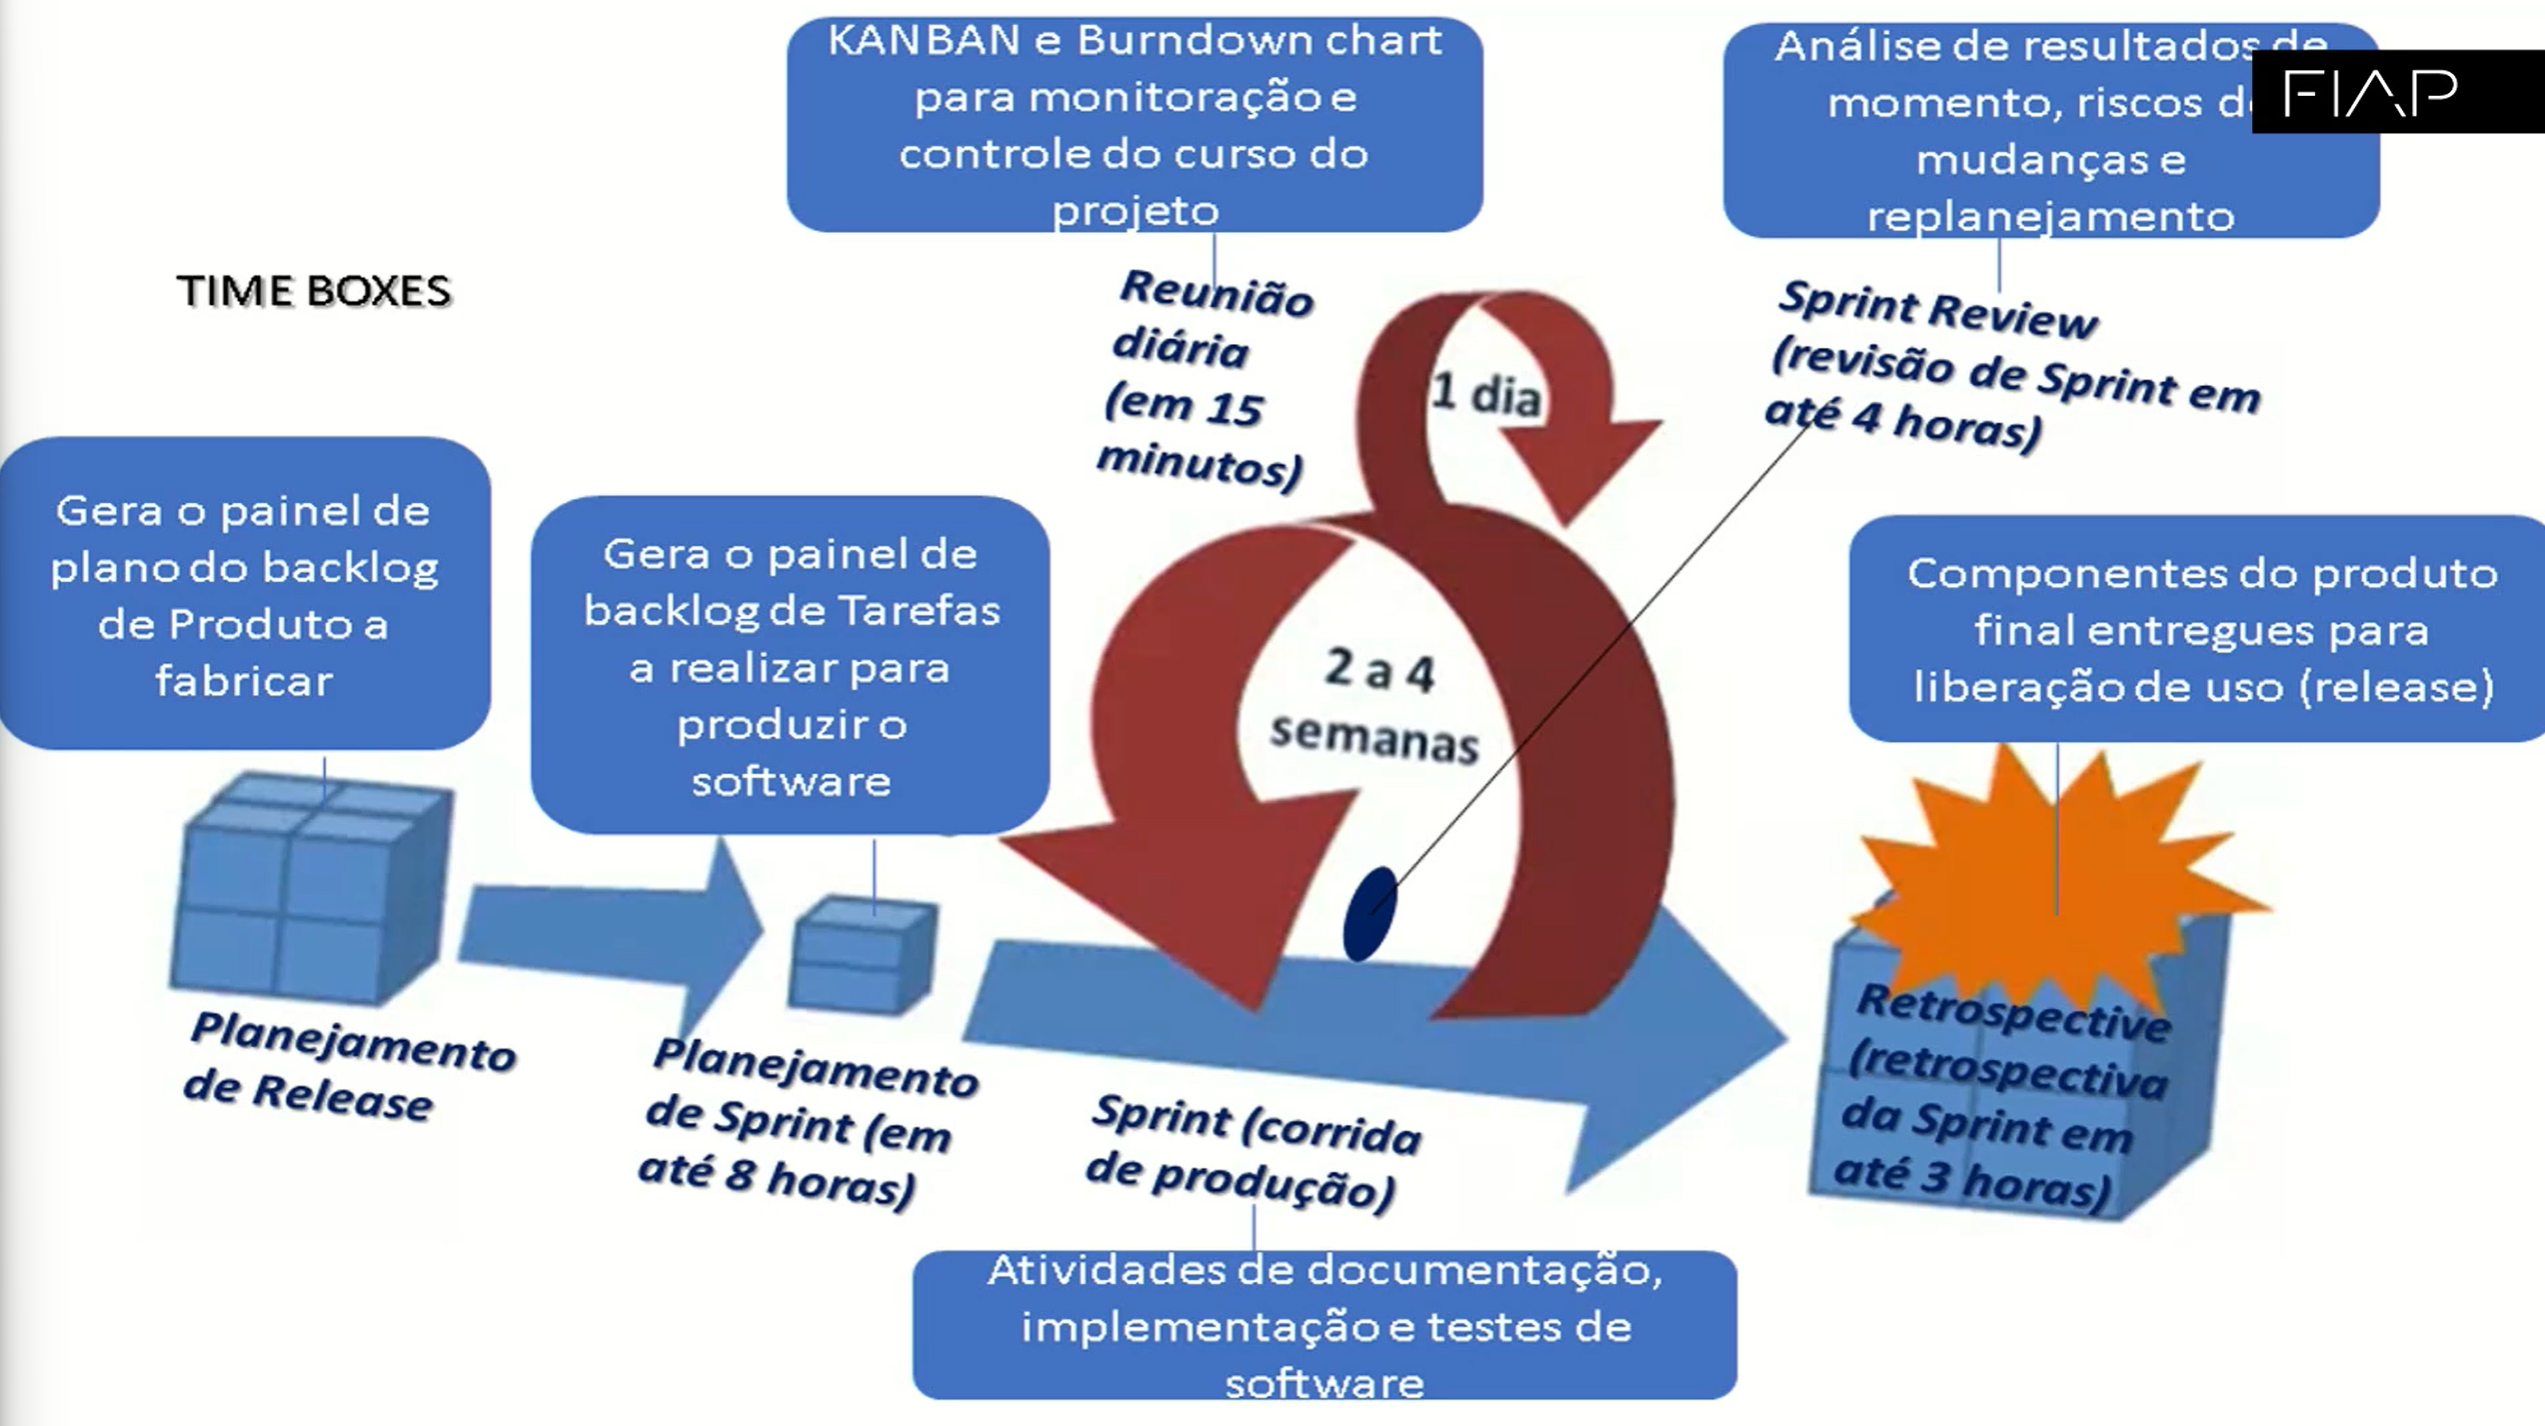 KANBAN e Burndown chart
para monitoração e
controle do curso do
projeto
Análise de resultados de
momento, riscos
mudanças e
replanejamento
FIAP
TIME BOXES
Reunião
diária
(em 15
minutos)
1 dia
Sprint Review
(revisão de Sprint em
até 4 horas)
Gera o painel de
plano do backlog
de Produto a
fabricar
Gera o painel de
backlog de Tarefas
a realizar para
produzir o
software
2 a 4
semanas
Componentes do produto
final entregues para
liberação de uso (release)
Planejamento
de Release
Planejamento
de Sprint (em
até 8 horas)
Sprint (corrida
de produção)
Retrospective
(retrospectiva
da Sprint em
até 3 horas)
Atividades de documentação,
implementação e testes de
software